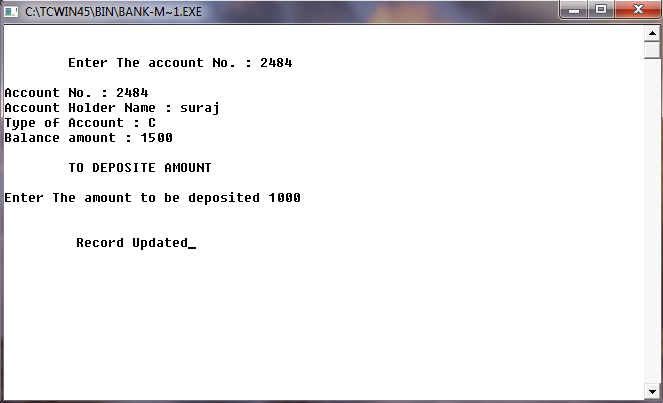 C:\TCWIN45\BIN\BANK-M~1.EXE
Enter The account No. : 2484
Account No. : 2484
Account Holder Name : suraj
Type of Account : C
Balance amount : 1500
TO DEPOSITE AMOUNT
Enter The amount to be deposited 1000
Record Updated_